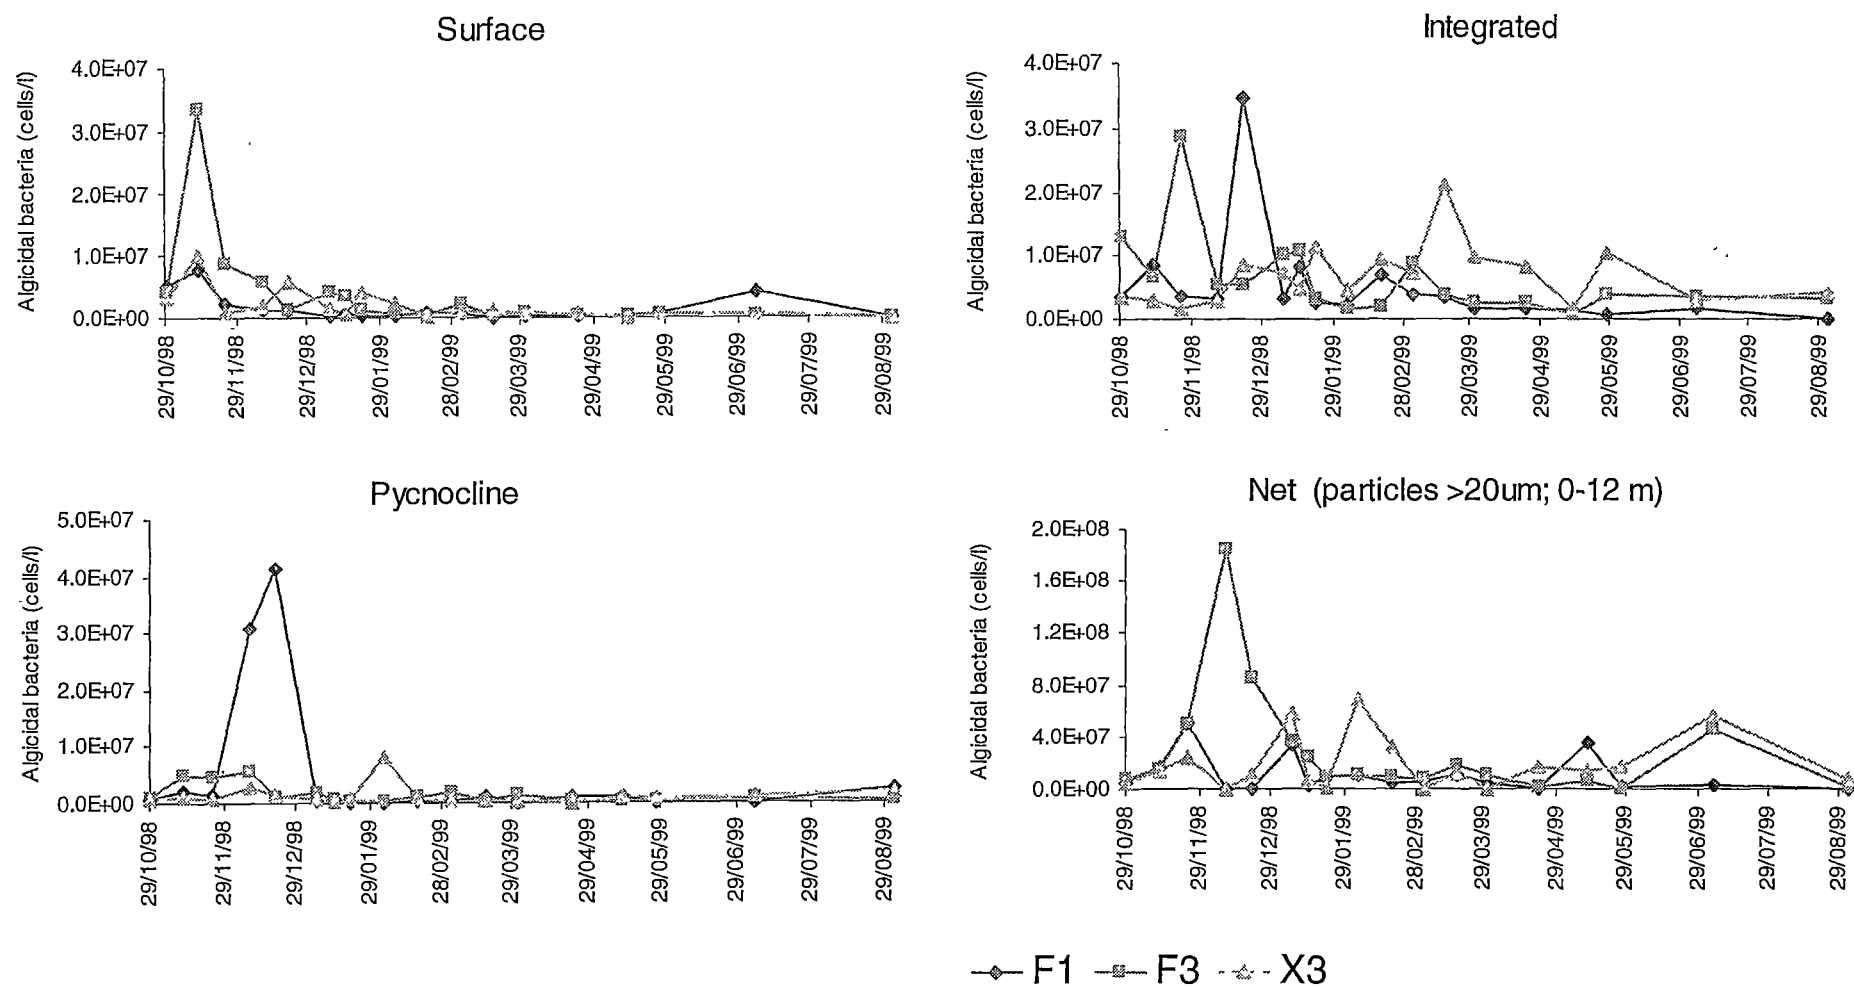 Surface
Algicidal bacteria (cells/l)
4.0E+07
3.0E+07
2.0E+07
1.0E+07
0.0E+00
29/10/98
29/11/98
29/12/98
29/01/99
28/02/99
29/03/99
29/04/99
29/05/99
29/06/99
29/07/99
29/08/99
Integrated
Algicidal bacteria (cells/l)
4.0E+07
3.0E+07
2.0E+07
1.0E+07
0.0E+00
29/10/98
29/11/98
29/12/98
29/01/99
28/02/99
29/03/99
29/04/99
29/05/99
29/06/99
29/07/99
29/08/99
Pycnocline
Algicidal bacteria (cells/l)
5.0E+07
4.0E+07
3.0E+07
2.0E+07
1.0E+07
0.0E+00
29/10/98
29/11/98
29/12/98
29/01/99
28/02/99
29/03/99
29/04/99
29/05/99
29/06/99
29/07/99
29/08/99
Net (particles >20um; 0-12 m)
Algicidal bacteria (cells/l)
2.0E+08
1.6E+08
1.2E+08
8.0E+07
4.0E+07
0.0E+00
29/10/98
29/11/98
29/12/98
29/01/99
28/02/99
29/03/99
29/04/99
29/05/99
29/06/99
29/07/99
29/08/99
F1 F3 X3